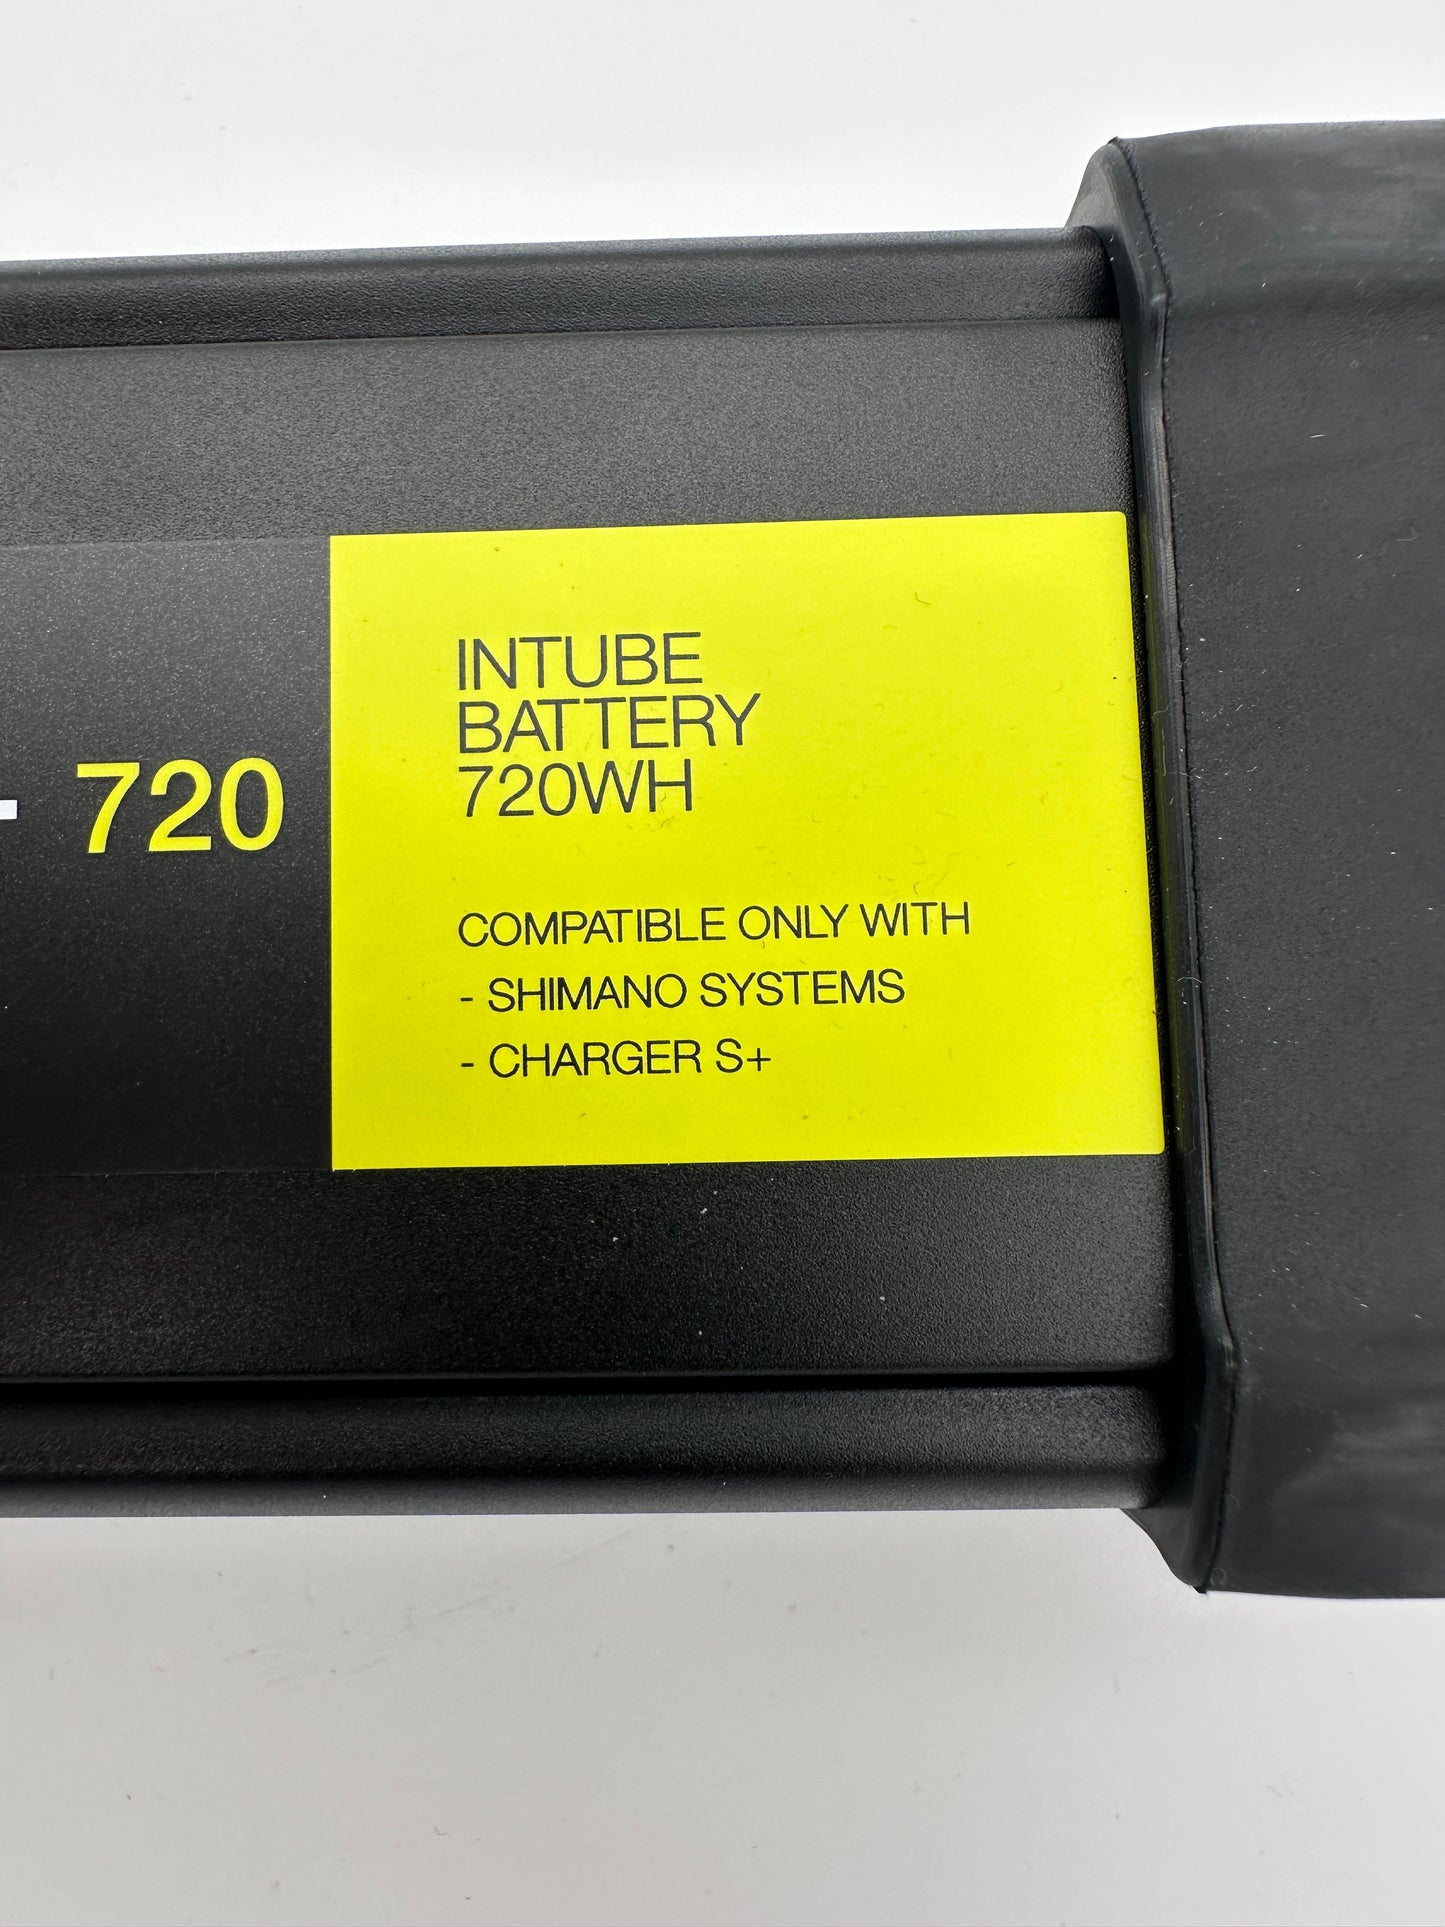 720
INTUBE
BATTERY
720WH
COMPATIBLE ONLY WITH
- SHIMANO SYSTEMS
- CHARGER S+